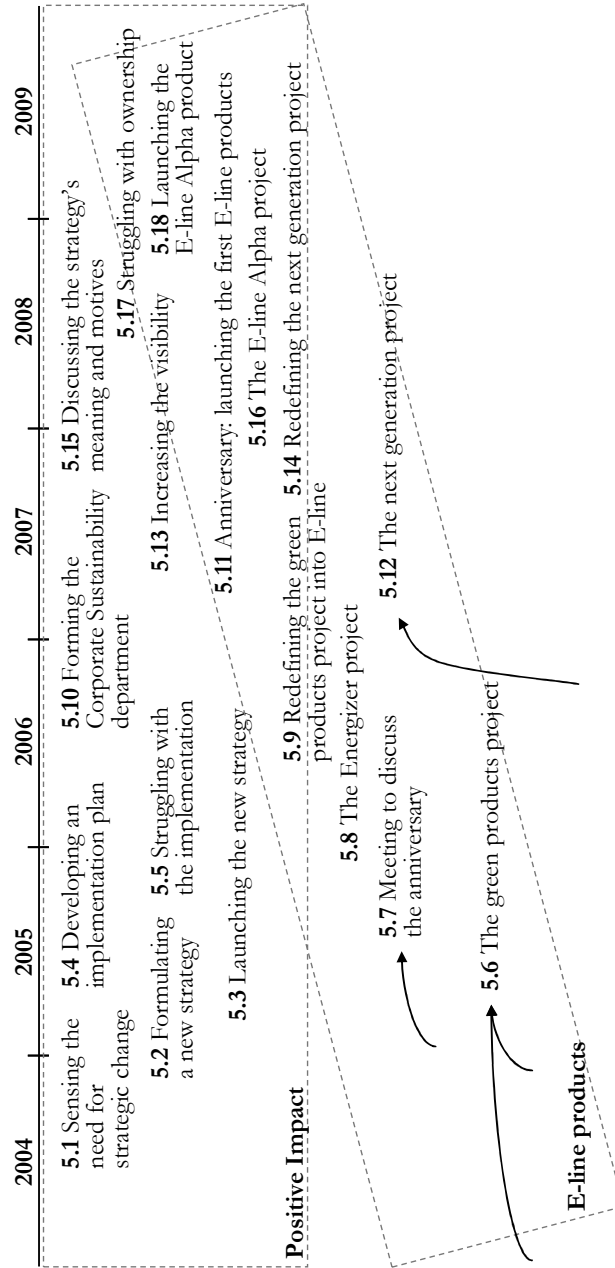 2004
2005
2006
2007
2008
2009
5.1 Sensing the
need for
strategic change
5.4 Developing an
implementation plan
5.10 Forming the
Corporate Sustainability
department
5.15 Discussing the strategy's
meaning and motives
5.2 Formulating
a new strategy
5.5 Struggling with
the implementation
5.13 Increasing the visibility
5.17 Struggling with ownership
5.18 Launching the
E-line Alpha product
5.3 Launching the new strategy
5.11 Anniversary: launching the first E-line products
5.16 The E-line Alpha project
Positive Impact
5.9 Redefining the green
products project into E-line
5.14 Redefining the next generation project
5.8 The Energizer project
5.7 Meeting to discuss
the anniversary
5.12 The next generation project
5.6 The green products project
E-line products